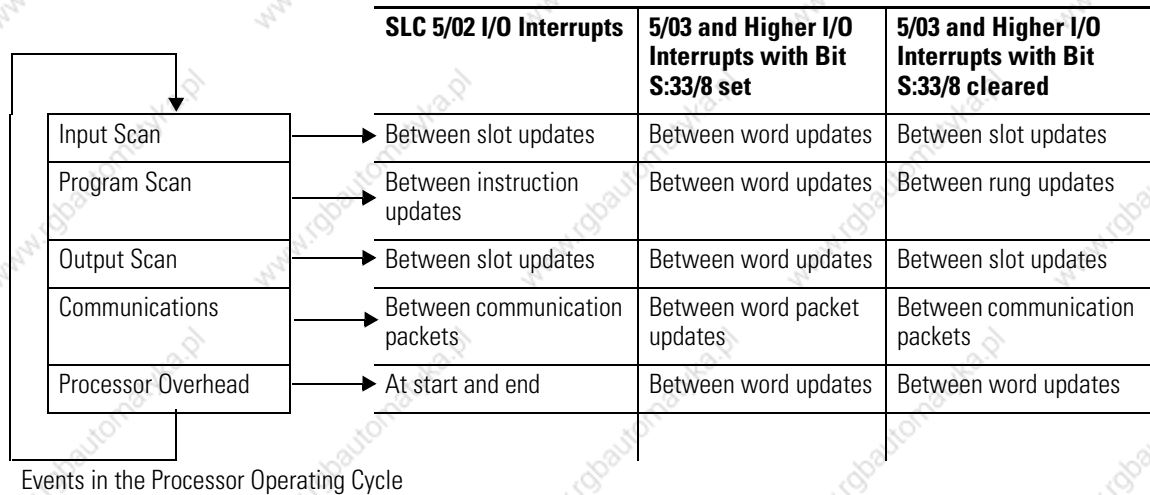 SLC 5/02 I/O Interrupts
5/03 and Higher I/O
Interrupts with Bit
S:33/8 set
5/03 and Higher I/O
Interrupts with Bit
S:33/8 cleared
Input Scan
Between slot updates
Between word updates
Between slot updates
Program Scan
Between instruction
updates
Between word updates
Between rung updates
Output Scan
Between slot updates
Between word updates
Between slot updates
Communications
Between communication
packets
Between word packet
updates
Between communication
packets
Processor Overhead
At start and end
Between word updates
Between word updates
Events in the Processor Operating Cycle
www.rgbautomatyka.pl